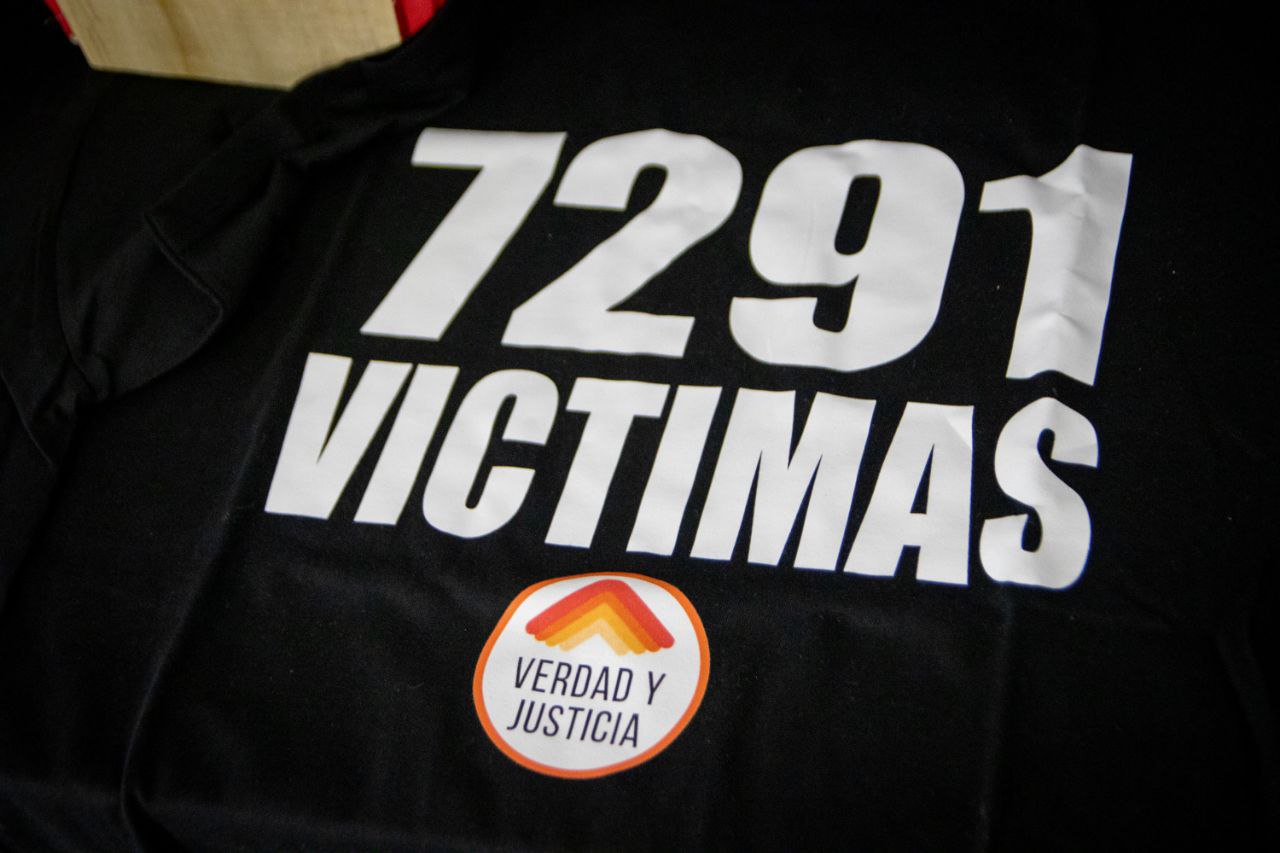 7291
VICTIMAS
VERDAD Y
JUSTICIA